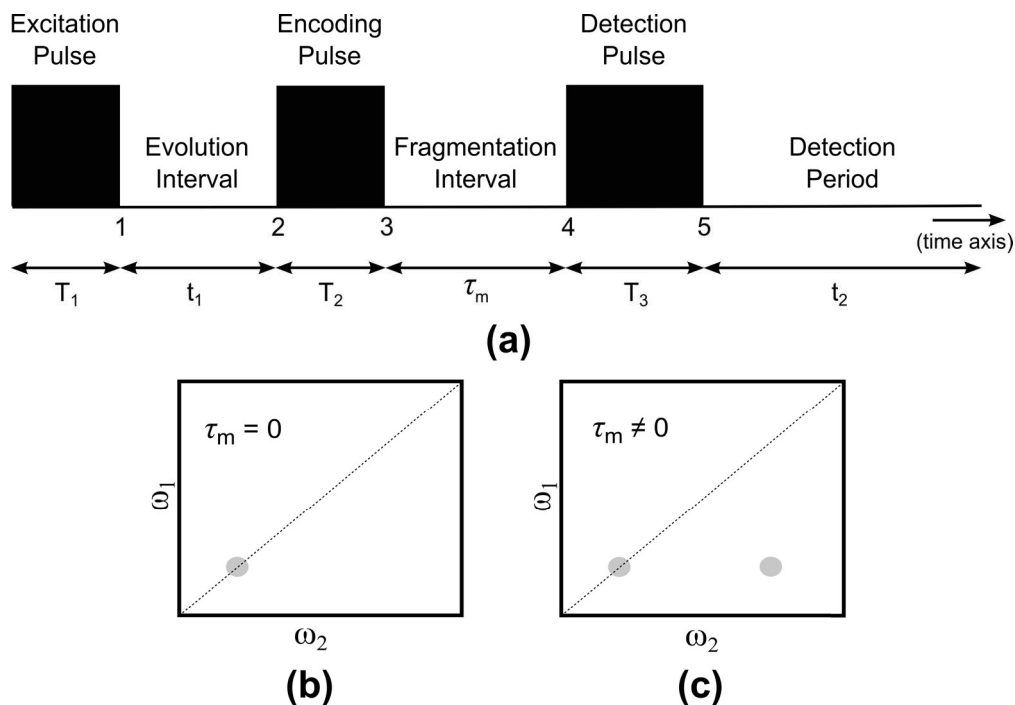 Excitation Pulse
Encoding Pulse
Detection Pulse
Evolution Interval
Fragmentation Interval
Detection Period
1 2 3 4 5
(time axis)
T₁ t₁ T₂ τₘ T₃ t₂
(a)
τₘ = 0
ω₁
ω₂
(b)
τₘ ≠ 0
ω₁
ω₂
(c)